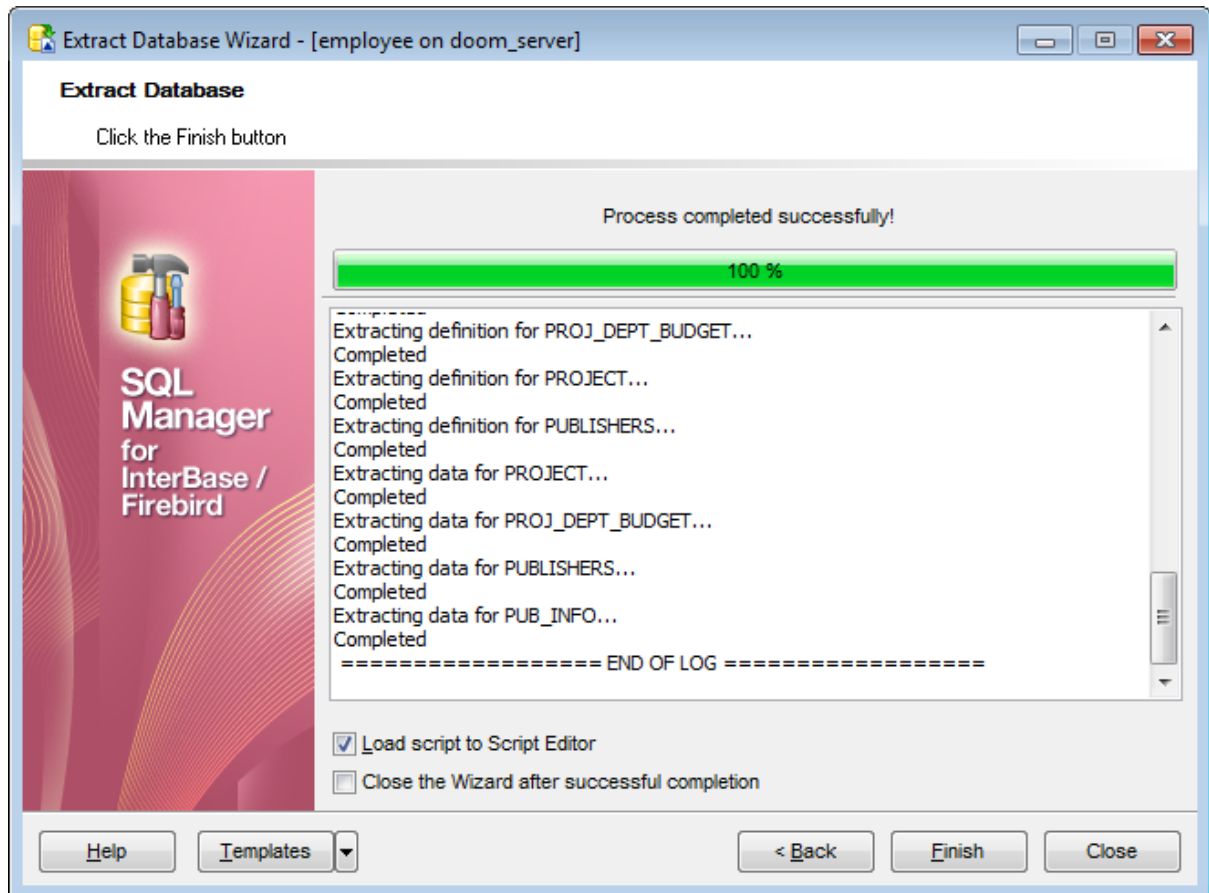 Extract Database Wizard - [employee on doom_server]
Extract Database
Click the Finish button
SQL
Manager
for
InterBase /
Firebird
Process completed successfully!
100 %
Completed
Extracting definition for PROJ_DEPT_BUDGET...
Completed
Extracting definition for PROJECT...
Completed
Extracting definition for PUBLISHERS...
Completed
Extracting data for PROJECT...
Completed
Extracting data for PROJ_DEPT_BUDGET...
Completed
Extracting data for PUBLISHERS...
Completed
Extracting data for PUB_INFO...
Completed
================== END OF LOG ==================
Load script to Script Editor
Close the Wizard after successful completion
Help
Templates
< Back
Finish
Close